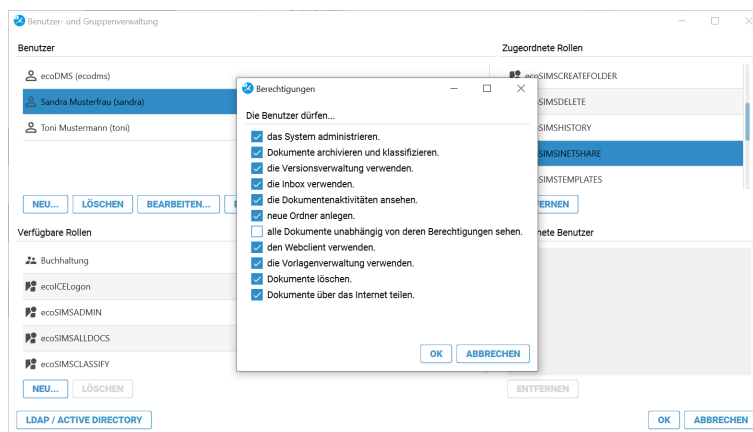 Benutzer- und Gruppenverwaltung
Benutzer
Zugeordnete Rollen
ecoDMS (ecodms)
Sandra Musterfrau (sandra)
Toni Mustermann (toni)
ecoSIMSCREATEFOLDER
SIMSDELETE
SIMSHISTORY
SIMSINETSHARE
SIMSTEMPLATES
NEU...
LÖSCHEN
BEARBEITEN...
ERNEN
Verfügbare Rollen
nete Benutzer
Buchhaltung
ecoICELogon
ecoSIMSADMIN
ecoSIMSALLDOCS
ecoSIMSCLASSIFY
NEU...
LÖSCHEN
ENTFERNEN
LDAP / ACTIVE DIRECTORY
OK
ABBRECHEN
Berechtigungen
Die Benutzer dürfen...
das System administrieren.
Dokumente archivieren und klassifizieren.
die Versionsverwaltung verwenden.
die Inbox verwenden.
die Dokumentenaktivitäten ansehen.
neue Ordner anlegen.
alle Dokumente unabhängig von deren Berechtigungen sehen.
den Webclient verwenden.
die Vorlagenverwaltung verwenden.
Dokumente löschen.
Dokumente über das Internet teilen.
OK
ABBRECHEN